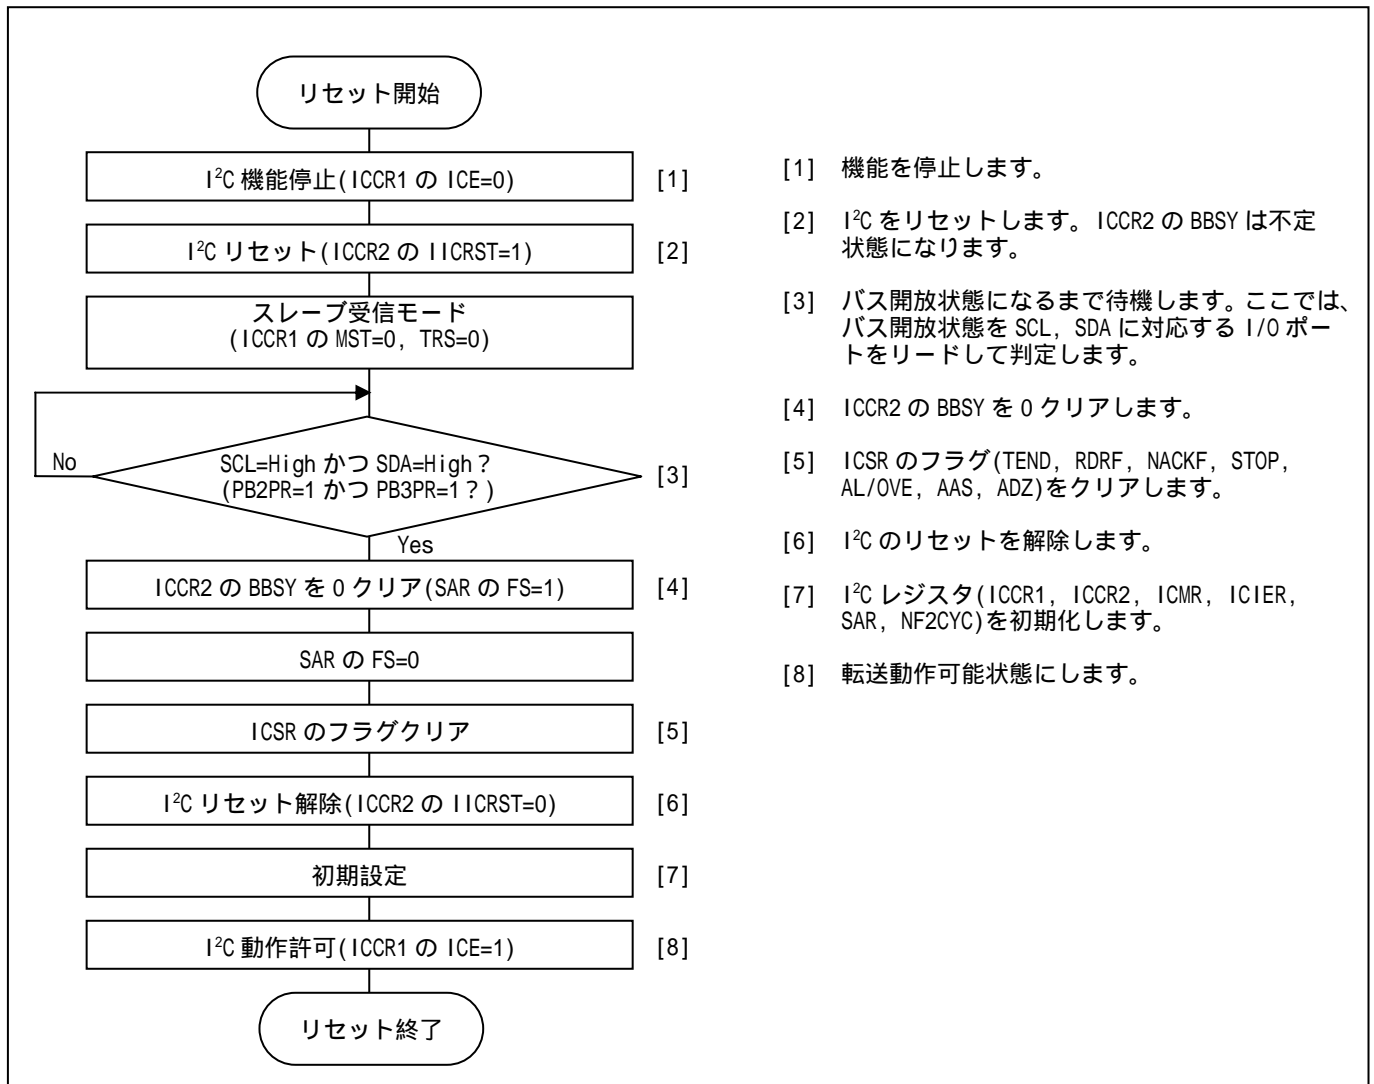 リセット開始
I²C 機能停止(ICCR1 の ICE=0) [1]
I²C リセット(ICCR2 の IICRST=1) [2]
スレーブ受信モード
(ICCR1 の MST=0, TRS=0)
No
SCL=High かつ SDA=High？
(PB2PR=1 かつ PB3PR=1？)
[3]
Yes
ICCR2 の BBSY を 0 クリア(SAR の FS=1) [4]
SAR の FS=0
ICSR のフラグクリア [5]
I²C リセット解除(ICCR2 の IICRST=0) [6]
初期設定 [7]
I²C 動作許可(ICCR1 の ICE=1) [8]
リセット終了
[1] 機能を停止します。
[2] I²C をリセットします。ICCR2 の BBSY は不定
状態になります。
[3] バス開放状態になるまで待機します。ここでは、
バス開放状態を SCL, SDA に対応する I/O ポー
トをリードして判定します。
[4] ICCR2 の BBSY を 0 クリアします。
[5] ICSR のフラグ(TEND, RDRF, NACKF, STOP,
AL/OVE, AAS, ADZ)をクリアします。
[6] I²C のリセットを解除します。
[7] I²C レジスタ(ICCR1, ICCR2, ICMR, ICIER,
SAR, NF2CYC)を初期化します。
[8] 転送動作可能状態にします。